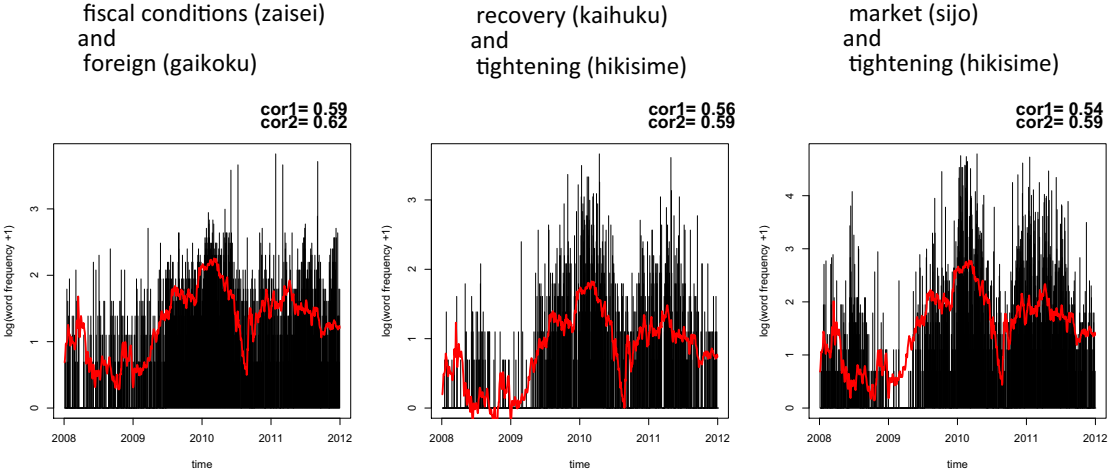 fiscal conditions (zaisei)
and
foreign (gaikoku)
cor1= 0.59
cor2= 0.62
log(word frequency +1)
3
2
1
0
2008 2009 2010 2011 2012
time
recovery (kaihuku)
and
tightening (hikisime)
cor1= 0.56
cor2= 0.59
log(word frequency +1)
3
2
1
0
2008 2009 2010 2011 2012
time
market (sijo)
and
tightening (hikisime)
cor1= 0.54
cor2= 0.59
log(word frequency +1)
4
3
2
1
0
2008 2009 2010 2011 2012
time